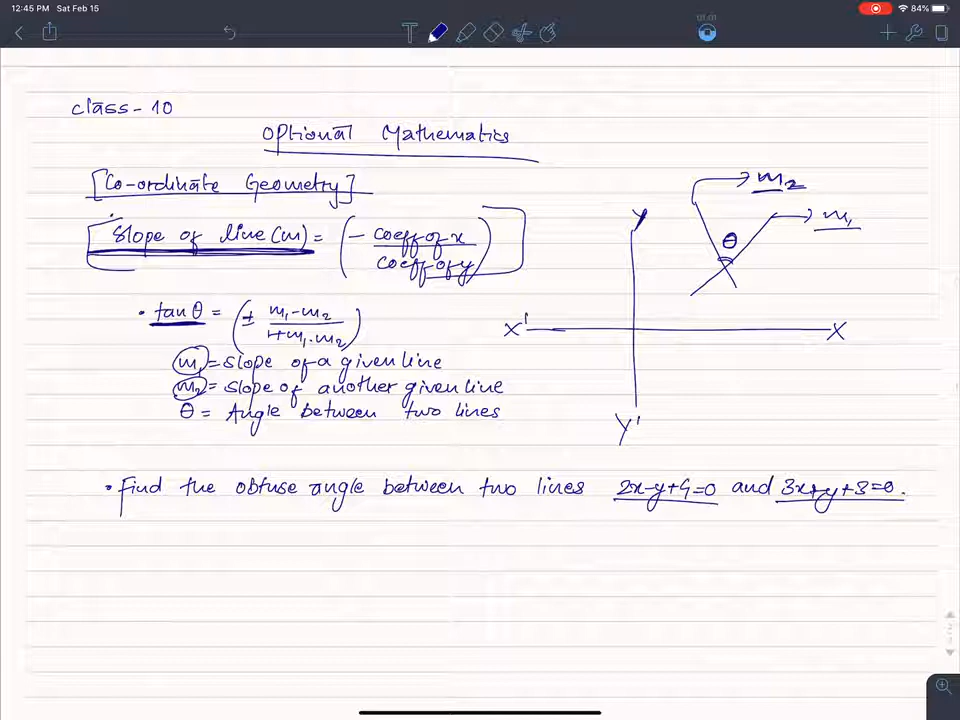 12:45 PM Sat Feb 15
84%
class-10
Optional Mathematics
[Co-ordinate Geometry]
Slope of line(m) = (- coeff of x / coeff of y)
• tanθ = (± m₁-m₂ / 1+m₁.m₂)
m₁ = slope of a given line
m₂ = slope of another given line
θ = Angle between two lines
m₂
m₁
θ
Y
X'
X
Y'
• Find the obtuse angle between two lines 2x-y+4=0 and 3x+y+3=0.